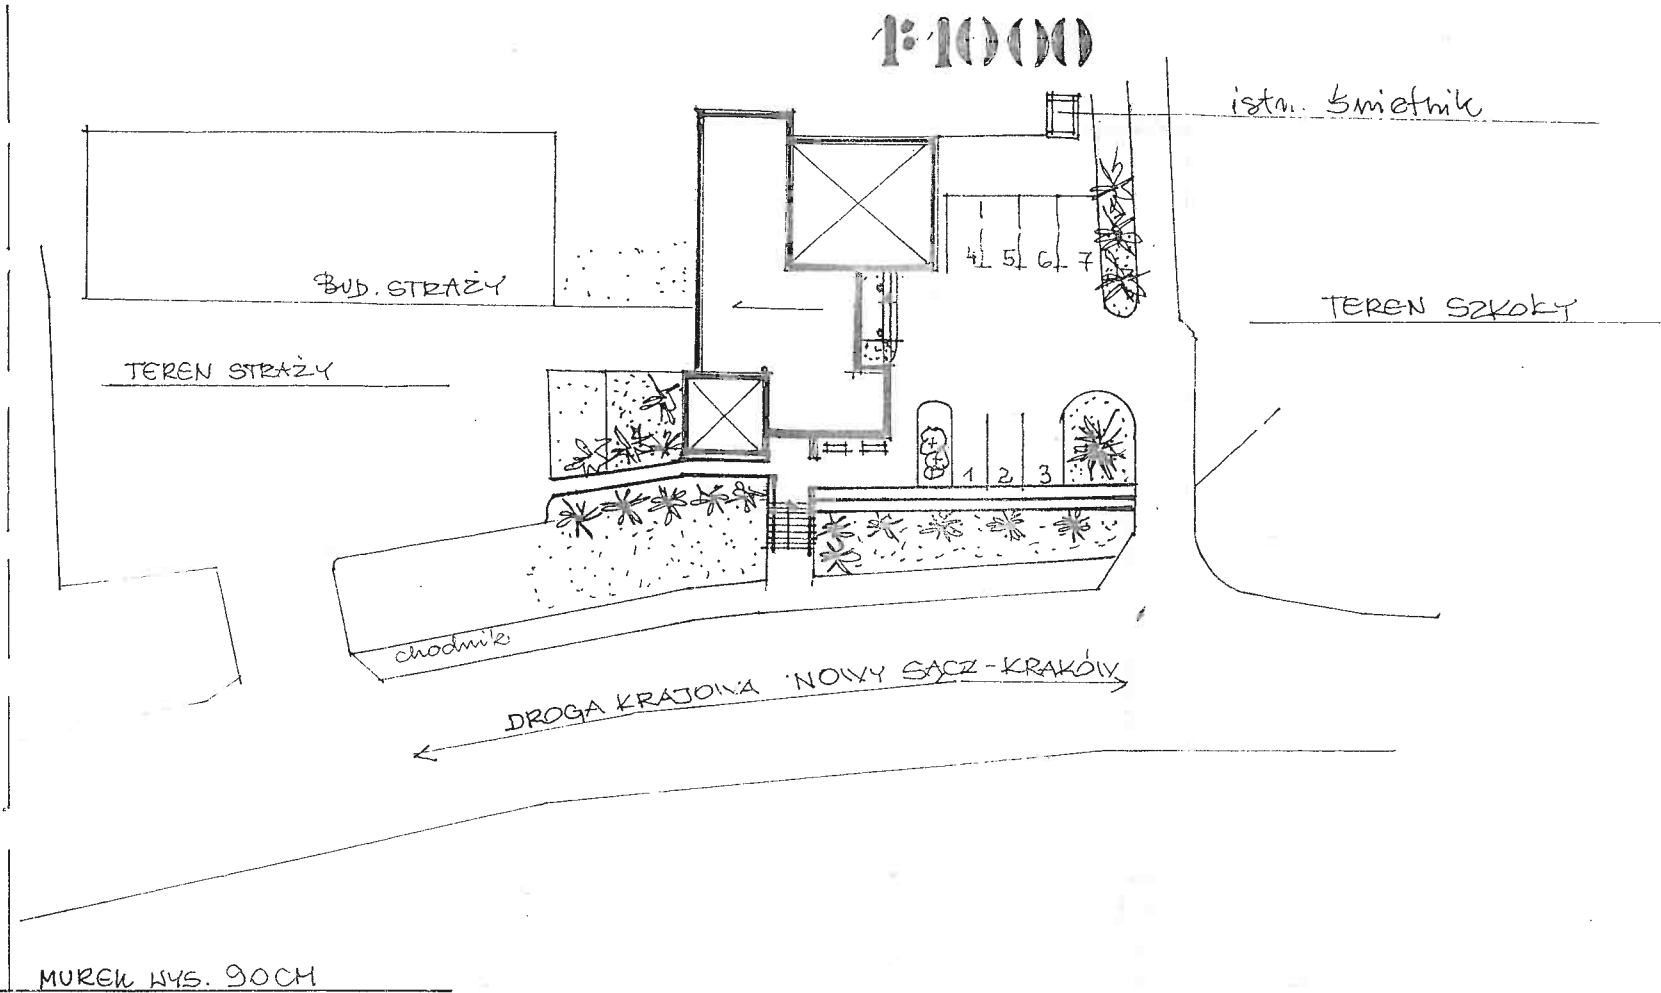 1:1000
istn. śmietnik
4 5 6 7
BUD. STRAŻY
TEREN SZKOŁY
TEREN STRAŻY
1 2 3
chodnik
DROGA KRAJOWA NOWY SĄCZ-KRAKÓW
MUREK WYS. 90CM